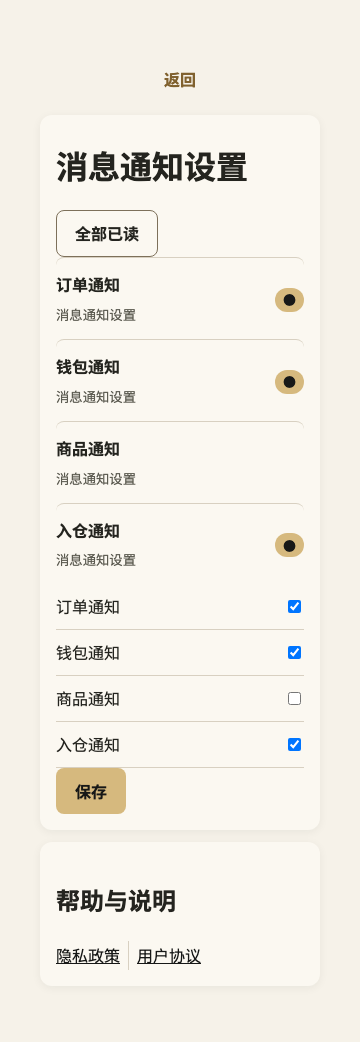 返回
消息通知设置
全部已读
订单通知
消息通知设置
钱包通知
消息通知设置
商品通知
消息通知设置
入仓通知
消息通知设置
订单通知
钱包通知
商品通知
入仓通知
保存
帮助与说明
隐私政策 用户协议